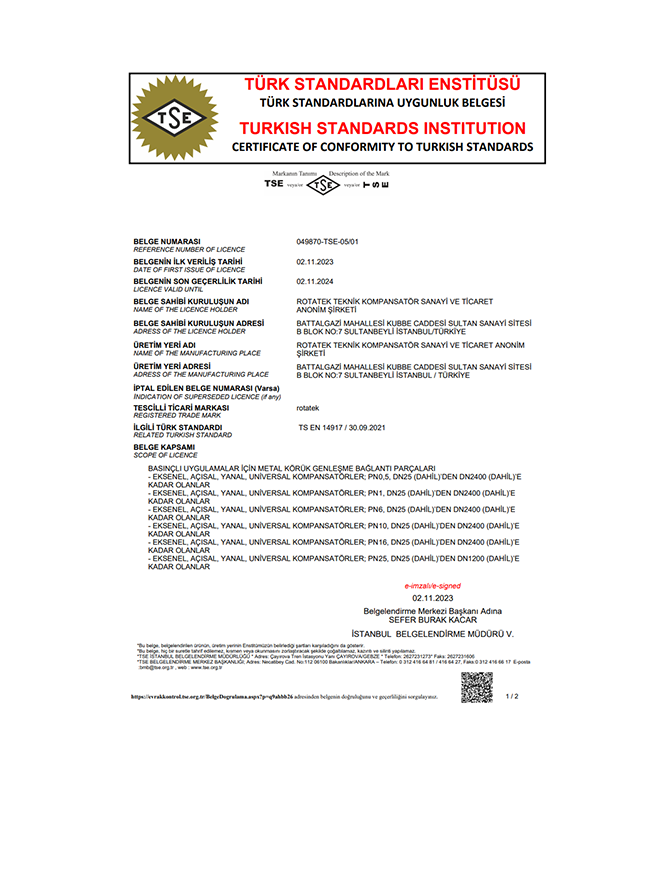 TSE
TÜRK STANDARDLARI ENSTİTÜSÜ
TÜRK STANDARDLARINA UYGUNLUK BELGESİ
TURKISH STANDARDS INSTITUTION
CERTIFICATE OF CONFORMITY TO TURKISH STANDARDS
Markanın Tanımı Description of the Mark
TSE veya/or TSE veya/or TSE
BELGE NUMARASI 049870-TSE-05/01
REFERENCE NUMBER OF LICENCE
BELGENİN İLK VERİLİŞ TARİHİ 02.11.2023
DATE OF FIRST ISSUE OF LICENCE
BELGENİN SON GEÇERLİLİK TARİHİ 02.11.2024
LICENCE VALID UNTIL
BELGE SAHİBİ KURULUŞUN ADI ROTATEK TEKNİK KOMPANSATÖR SANAYİ VE TİCARET
NAME OF THE LICENCE HOLDER ANONİM ŞİRKETİ
BELGE SAHİBİ KURULUŞUN ADRESİ BATTALGAZİ MAHALLESİ KUBBE CADDESİ SULTAN SANAYİ SİTESİ
ADRESS OF THE LICENCE HOLDER B BLOK NO:7 SULTANBEYLİ İSTANBUL/TÜRKİYE
ÜRETİM YERİ ADI ROTATEK TEKNİK KOMPANSATÖR SANAYİ VE TİCARET ANONİM
NAME OF THE MANUFACTURING PLACE ŞİRKETİ
ÜRETİM YERİ ADRESİ BATTALGAZİ MAHALLESİ KUBBE CADDESİ SULTAN SANAYİ SİTESİ
ADRESS OF THE MANUFACTURING PLACE B BLOK NO:7 SULTANBEYLİ İSTANBUL / TÜRKİYE
İPTAL EDİLEN BELGE NUMARASI (Varsa)
INDICATION OF SUPERSEDED LICENCE (if any)
TESCİLLİ TİCARİ MARKASI rotatek
REGISTERED TRADE MARK
İLGİLİ TÜRK STANDARDI TS EN 14917 / 30.09.2021
RELATED TURKISH STANDARD
BELGE KAPSAMI
SCOPE OF LICENCE
BASINÇLI UYGULAMALAR İÇİN METAL KÖRÜK GENLEŞME BAĞLANTI PARÇALARI
- EKSENEL, AÇISAL, YANAL, UNİVERSAL KOMPANSATÖRLER; PN0,5, DN25 (DAHİL)'DEN DN2400 (DAHİL)'E
KADAR OLANLAR
- EKSENEL, AÇISAL, YANAL, UNİVERSAL KOMPANSATÖRLER; PN1, DN25 (DAHİL)'DEN DN2400 (DAHİL)'E
KADAR OLANLAR
- EKSENEL, AÇISAL, YANAL, UNİVERSAL KOMPANSATÖRLER; PN6, DN25 (DAHİL)'DEN DN2400 (DAHİL)'E
KADAR OLANLAR
- EKSENEL, AÇISAL, YANAL, UNİVERSAL KOMPANSATÖRLER; PN10, DN25 (DAHİL)'DEN DN2400 (DAHİL)'E
KADAR OLANLAR
- EKSENEL, AÇISAL, YANAL, UNİVERSAL KOMPANSATÖRLER; PN16, DN25 (DAHİL)'DEN DN2400 (DAHİL)'E
KADAR OLANLAR
- EKSENEL, AÇISAL, YANAL, UNİVERSAL KOMPANSATÖRLER; PN25, DN25 (DAHİL)'DEN DN1200 (DAHİL)'E
KADAR OLANLAR
e-imzalı/e-signed
02.11.2023
Belgelendirme Merkezi Başkanı Adına
SEFER BURAK KACAR
İSTANBUL BELGELENDİRME MÜDÜRÜ V.
*Bu belge, belgelendirilen ürünün, üretim yerinin Enstitümüzün belirlediği şartları karşıladığını da gösterir.
*Bu belge, hiç bir suretle tahrif edilemez, kısmen veya okunmasını zorlaştıracak şekilde çoğaltılamaz, kazıntı ve silinti yapılamaz.
*TSE İSTANBUL BELGELENDİRME MÜDÜRLÜĞÜ * Adres: Çayırova Tren İstasyonu Yanı ÇAYIROVA/GEBZE * Telefon: 2627231273* Faks: 2627231606
*TSE BELGELENDİRME MERKEZ BAŞKANLIĞI, Adres: Necatibey Cad. No:112 06100 Bakanlıklar/ANKARA – Telefon: 0 312 416 64 81 / 416 64 27, Faks:0 312 416 66 17 E-posta
:bmb@tse.org.tr , web : www.tse.org.tr
https://evrakkontrol.tse.org.tr/BelgeDogrulama.aspx?p=q9ahbb26 adresinden belgenin doğruluğunu ve geçerliliğini sorgulayınız.
1 / 2